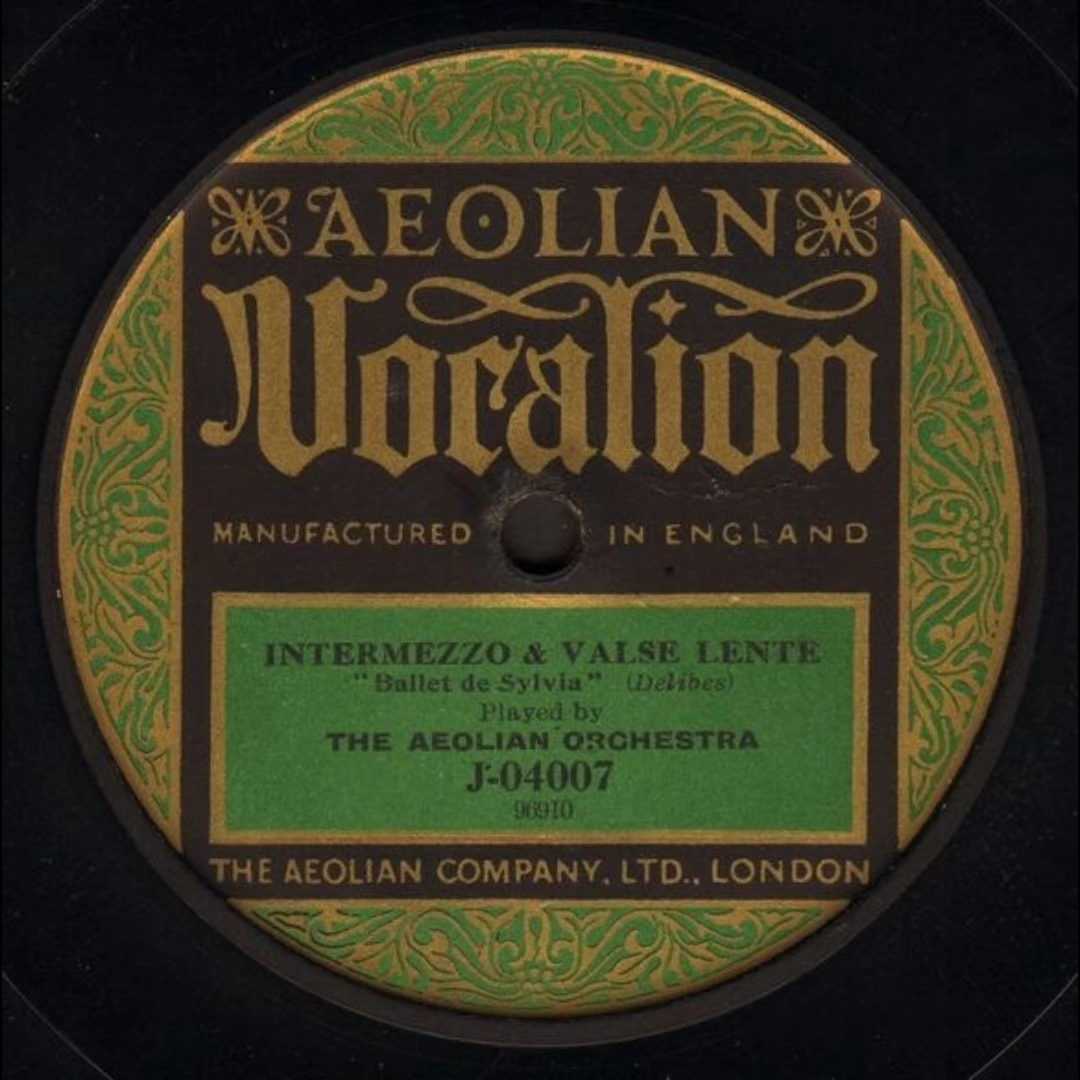 AEOLIAN
Vocalion
MANUFACTURED IN ENGLAND
INTERMEZZO & VALSE LENTE
"Ballet de Sylvia" (Delibes)
Played by
THE AEOLIAN ORCHESTRA
J-04007
96910
THE AEOLIAN COMPANY, LTD., LONDON